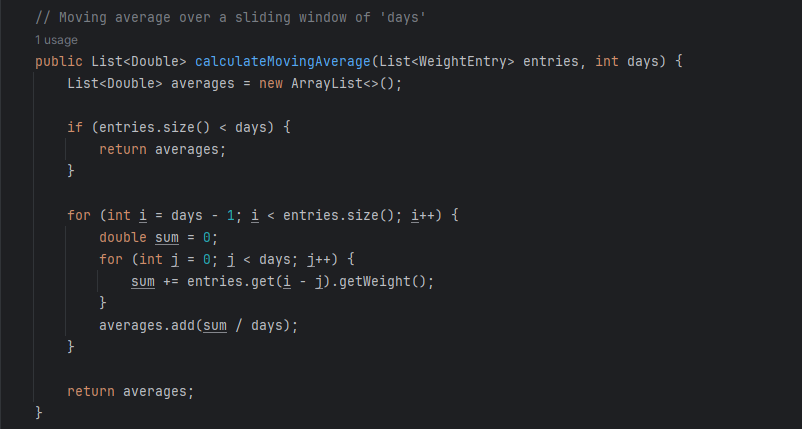 // Moving average over a sliding window of 'days'
1 usage
public List<Double> calculateMovingAverage(List<WeightEntry> entries, int days) {
List<Double> averages = new ArrayList<>();
if (entries.size() < days) {
return averages;
}
for (int i = days - 1; i < entries.size(); i++) {
double sum = 0;
for (int j = 0; j < days; j++) {
sum += entries.get(i - j).getWeight();
}
averages.add(sum / days);
}
return averages;
}